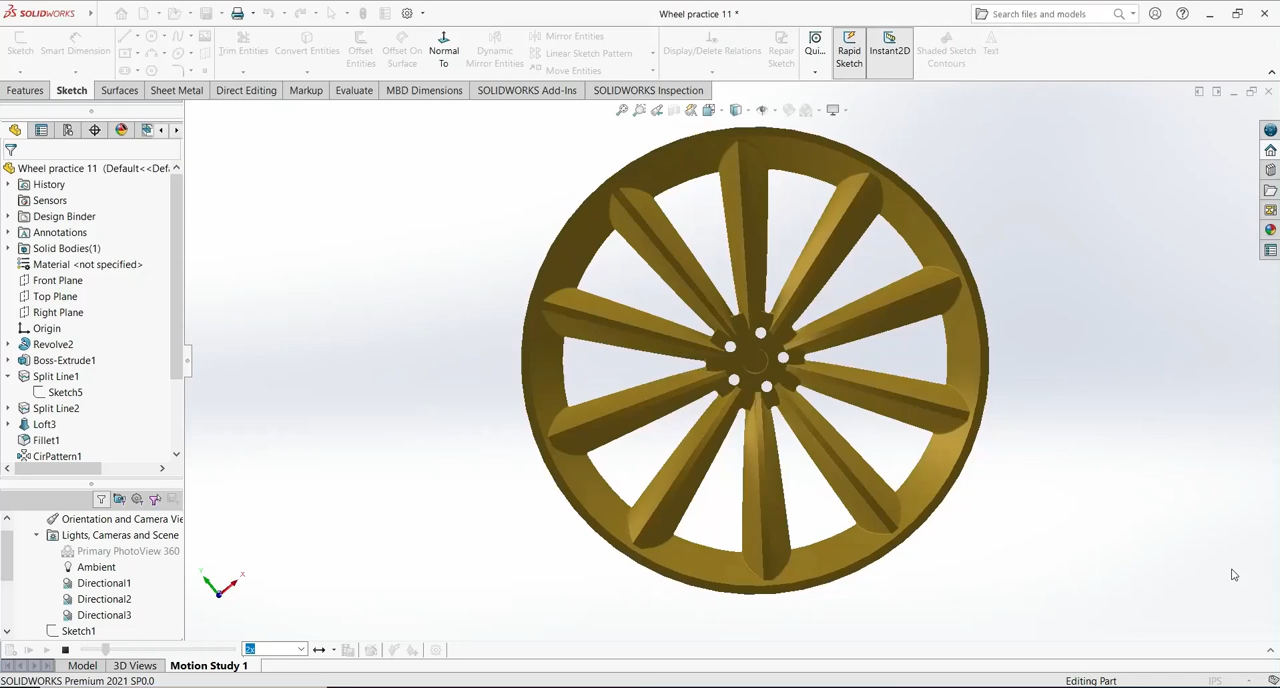 SOLIDWORKS
Wheel practice 11 *
Search files and models
Sketch
Smart Dimension
Trim Entities
Convert Entities
Offset Entities
Offset On Surface
Normal To
Dynamic Mirror Entities
Mirror Entities
Linear Sketch Pattern
Move Entities
Display/Delete Relations
Repair Sketch
Qui...
Rapid Sketch
Instant2D
Shaded Sketch Contours
Text
Features
Sketch
Surfaces
Sheet Metal
Direct Editing
Markup
Evaluate
MBD Dimensions
SOLIDWORKS Add-Ins
SOLIDWORKS Inspection
Wheel practice 11 (Default<<Def
History
Sensors
Design Binder
Annotations
Solid Bodies(1)
Material <not specified>
Front Plane
Top Plane
Right Plane
Origin
Revolve2
Boss-Extrude1
Split Line1
Sketch5
Split Line2
Loft3
Fillet1
CirPattern1
Orientation and Camera Vie
Lights, Cameras and Scene
Primary PhotoView 360
Ambient
Directional1
Directional2
Directional3
Sketch1
Y
X
2x
Model
3D Views
Motion Study 1
SOLIDWORKS Premium 2021 SP0.0
Editing Part
IPS